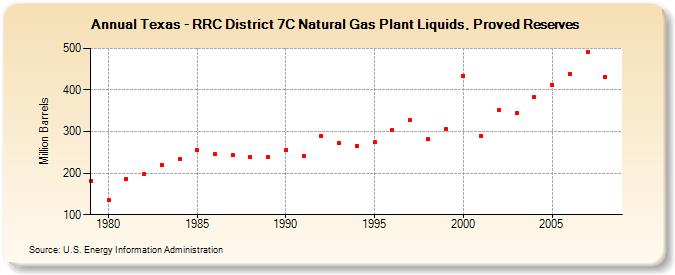 Annual Texas - RRC District 7C Natural Gas Plant Liquids, Proved Reserves
Million Barrels
500
400
300
200
100
1980 1985 1990 1995 2000 2005
Source: U.S. Energy Information Administration